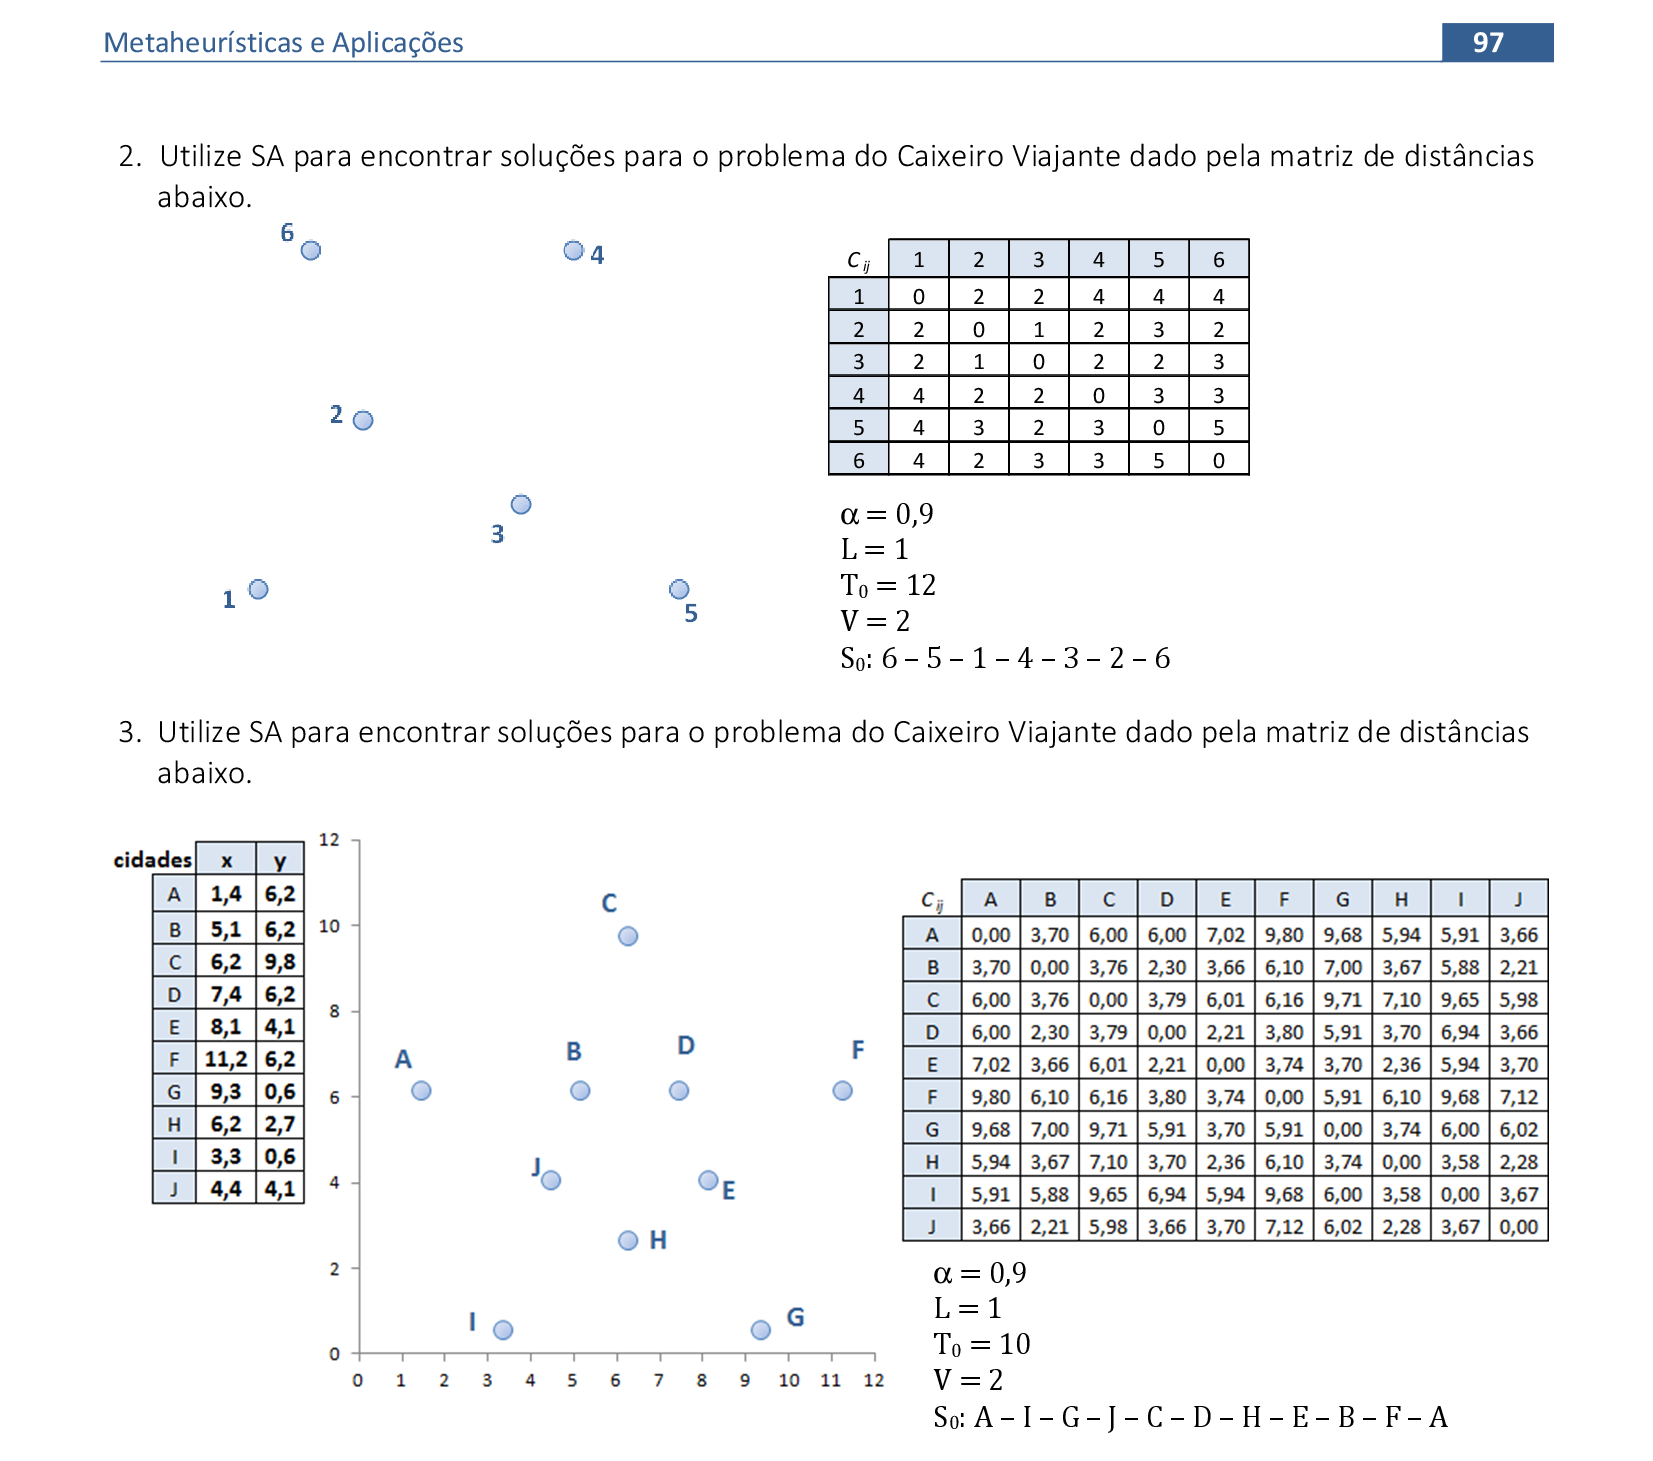 Metaheurísticas e Aplicações 97
2. Utilize SA para encontrar soluções para o problema do Caixeiro Viajante dado pela matriz de distâncias
abaixo.
6
4
2
3
1
5
C ij 1 2 3 4 5 6
1 0 2 2 4 4 4
2 2 0 1 2 3 2
3 2 1 0 2 2 3
4 4 2 2 0 3 3
5 4 3 2 3 0 5
6 4 2 3 3 5 0
α = 0,9
L = 1
T0 = 12
V = 2
S0: 6 – 5 – 1 – 4 – 3 – 2 – 6
3. Utilize SA para encontrar soluções para o problema do Caixeiro Viajante dado pela matriz de distâncias
abaixo.
cidades x y
A 1,4 6,2
B 5,1 6,2
C 6,2 9,8
D 7,4 6,2
E 8,1 4,1
F 11,2 6,2
G 9,3 0,6
H 6,2 2,7
I 3,3 0,6
J 4,4 4,1
12
10
8
6
4
2
0
0 1 2 3 4 5 6 7 8 9 10 11 12
C
A
B
D
F
J
E
H
I
G
Cij A B C D E F G H I J
A 0,00 3,70 6,00 6,00 7,02 9,80 9,68 5,94 5,91 3,66
B 3,70 0,00 3,76 2,30 3,66 6,10 7,00 3,67 5,88 2,21
C 6,00 3,76 0,00 3,79 6,01 6,16 9,71 7,10 9,65 5,98
D 6,00 2,30 3,79 0,00 2,21 3,80 5,91 3,70 6,94 3,66
E 7,02 3,66 6,01 2,21 0,00 3,74 3,70 2,36 5,94 3,70
F 9,80 6,10 6,16 3,80 3,74 0,00 5,91 6,10 9,68 7,12
G 9,68 7,00 9,71 5,91 3,70 5,91 0,00 3,74 6,00 6,02
H 5,94 3,67 7,10 3,70 2,36 6,10 3,74 0,00 3,58 2,28
I 5,91 5,88 9,65 6,94 5,94 9,68 6,00 3,58 0,00 3,67
J 3,66 2,21 5,98 3,66 3,70 7,12 6,02 2,28 3,67 0,00
α = 0,9
L = 1
T0 = 10
V = 2
S0: A – I – G – J – C – D – H – E – B – F – A